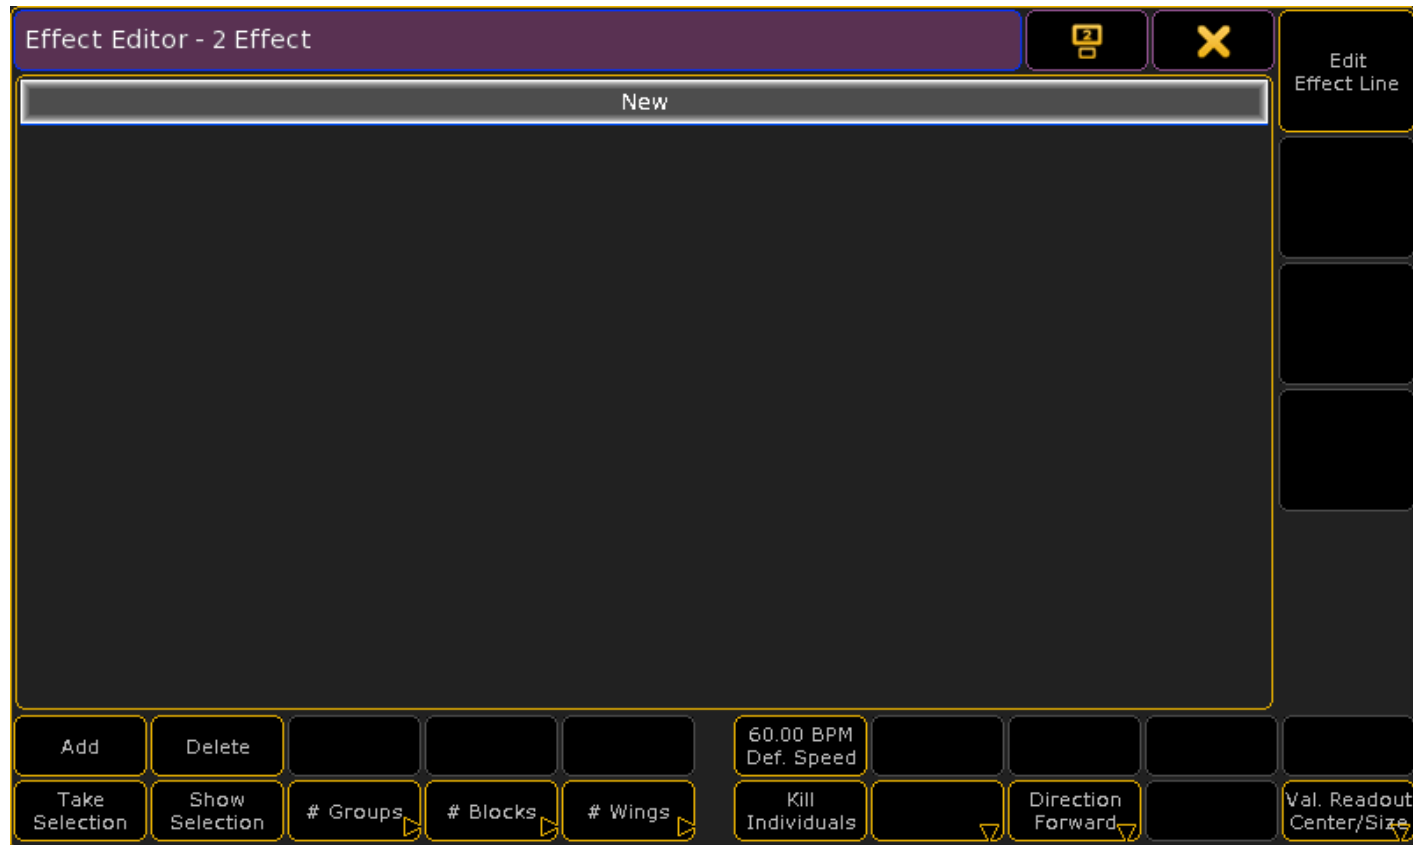 Effect Editor - 2 Effect
2
Edit
Effect Line
New
Add
Delete
60.00 BPM
Def. Speed
Take
Selection
Show
Selection
# Groups
# Blocks
# Wings
Kill
Individuals
Direction
Forward
Val. Readout
Center/Size